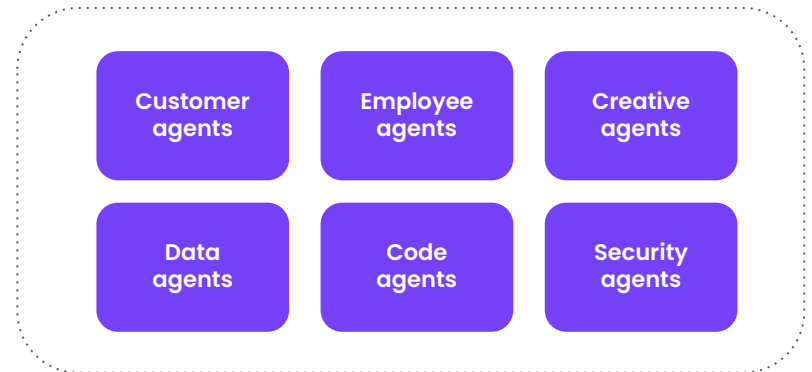 Customer
agents
Employee
agents
Creative
agents
Data
agents
Code
agents
Security
agents